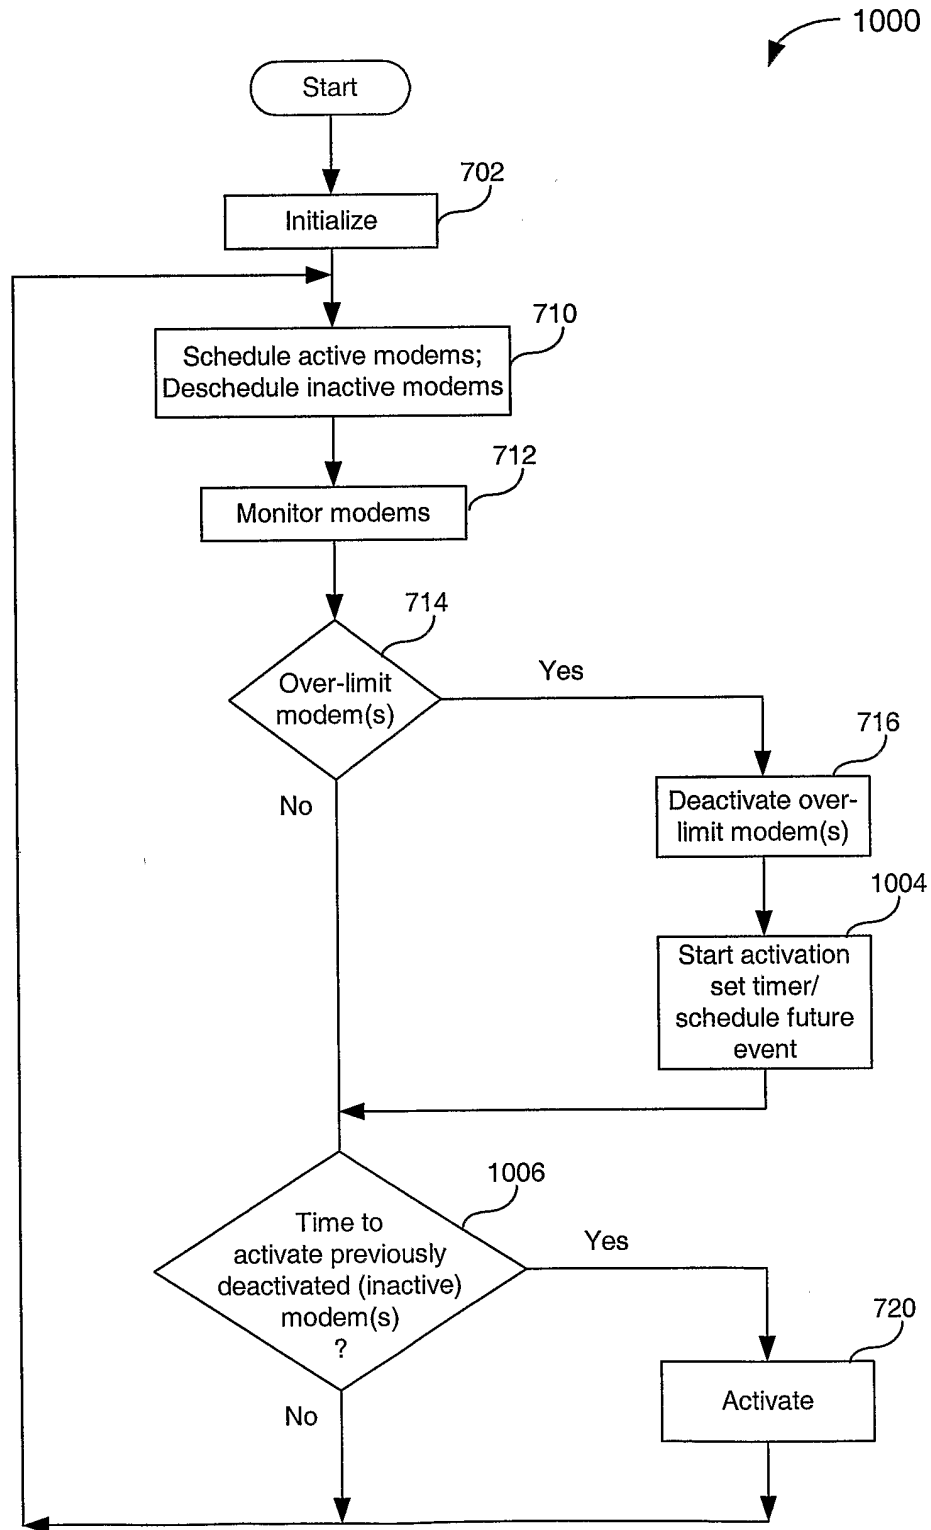 1000
Start
702
Initialize
710
Schedule active modems;
Deschedule inactive modems
712
Monitor modems
714
Over-limit
modem(s)
Yes
No
716
Deactivate over-
limit modem(s)
1004
Start activation
set timer/
schedule future
event
1006
Time to
activate previously
deactivated (inactive)
modem(s)
?
Yes
No
720
Activate